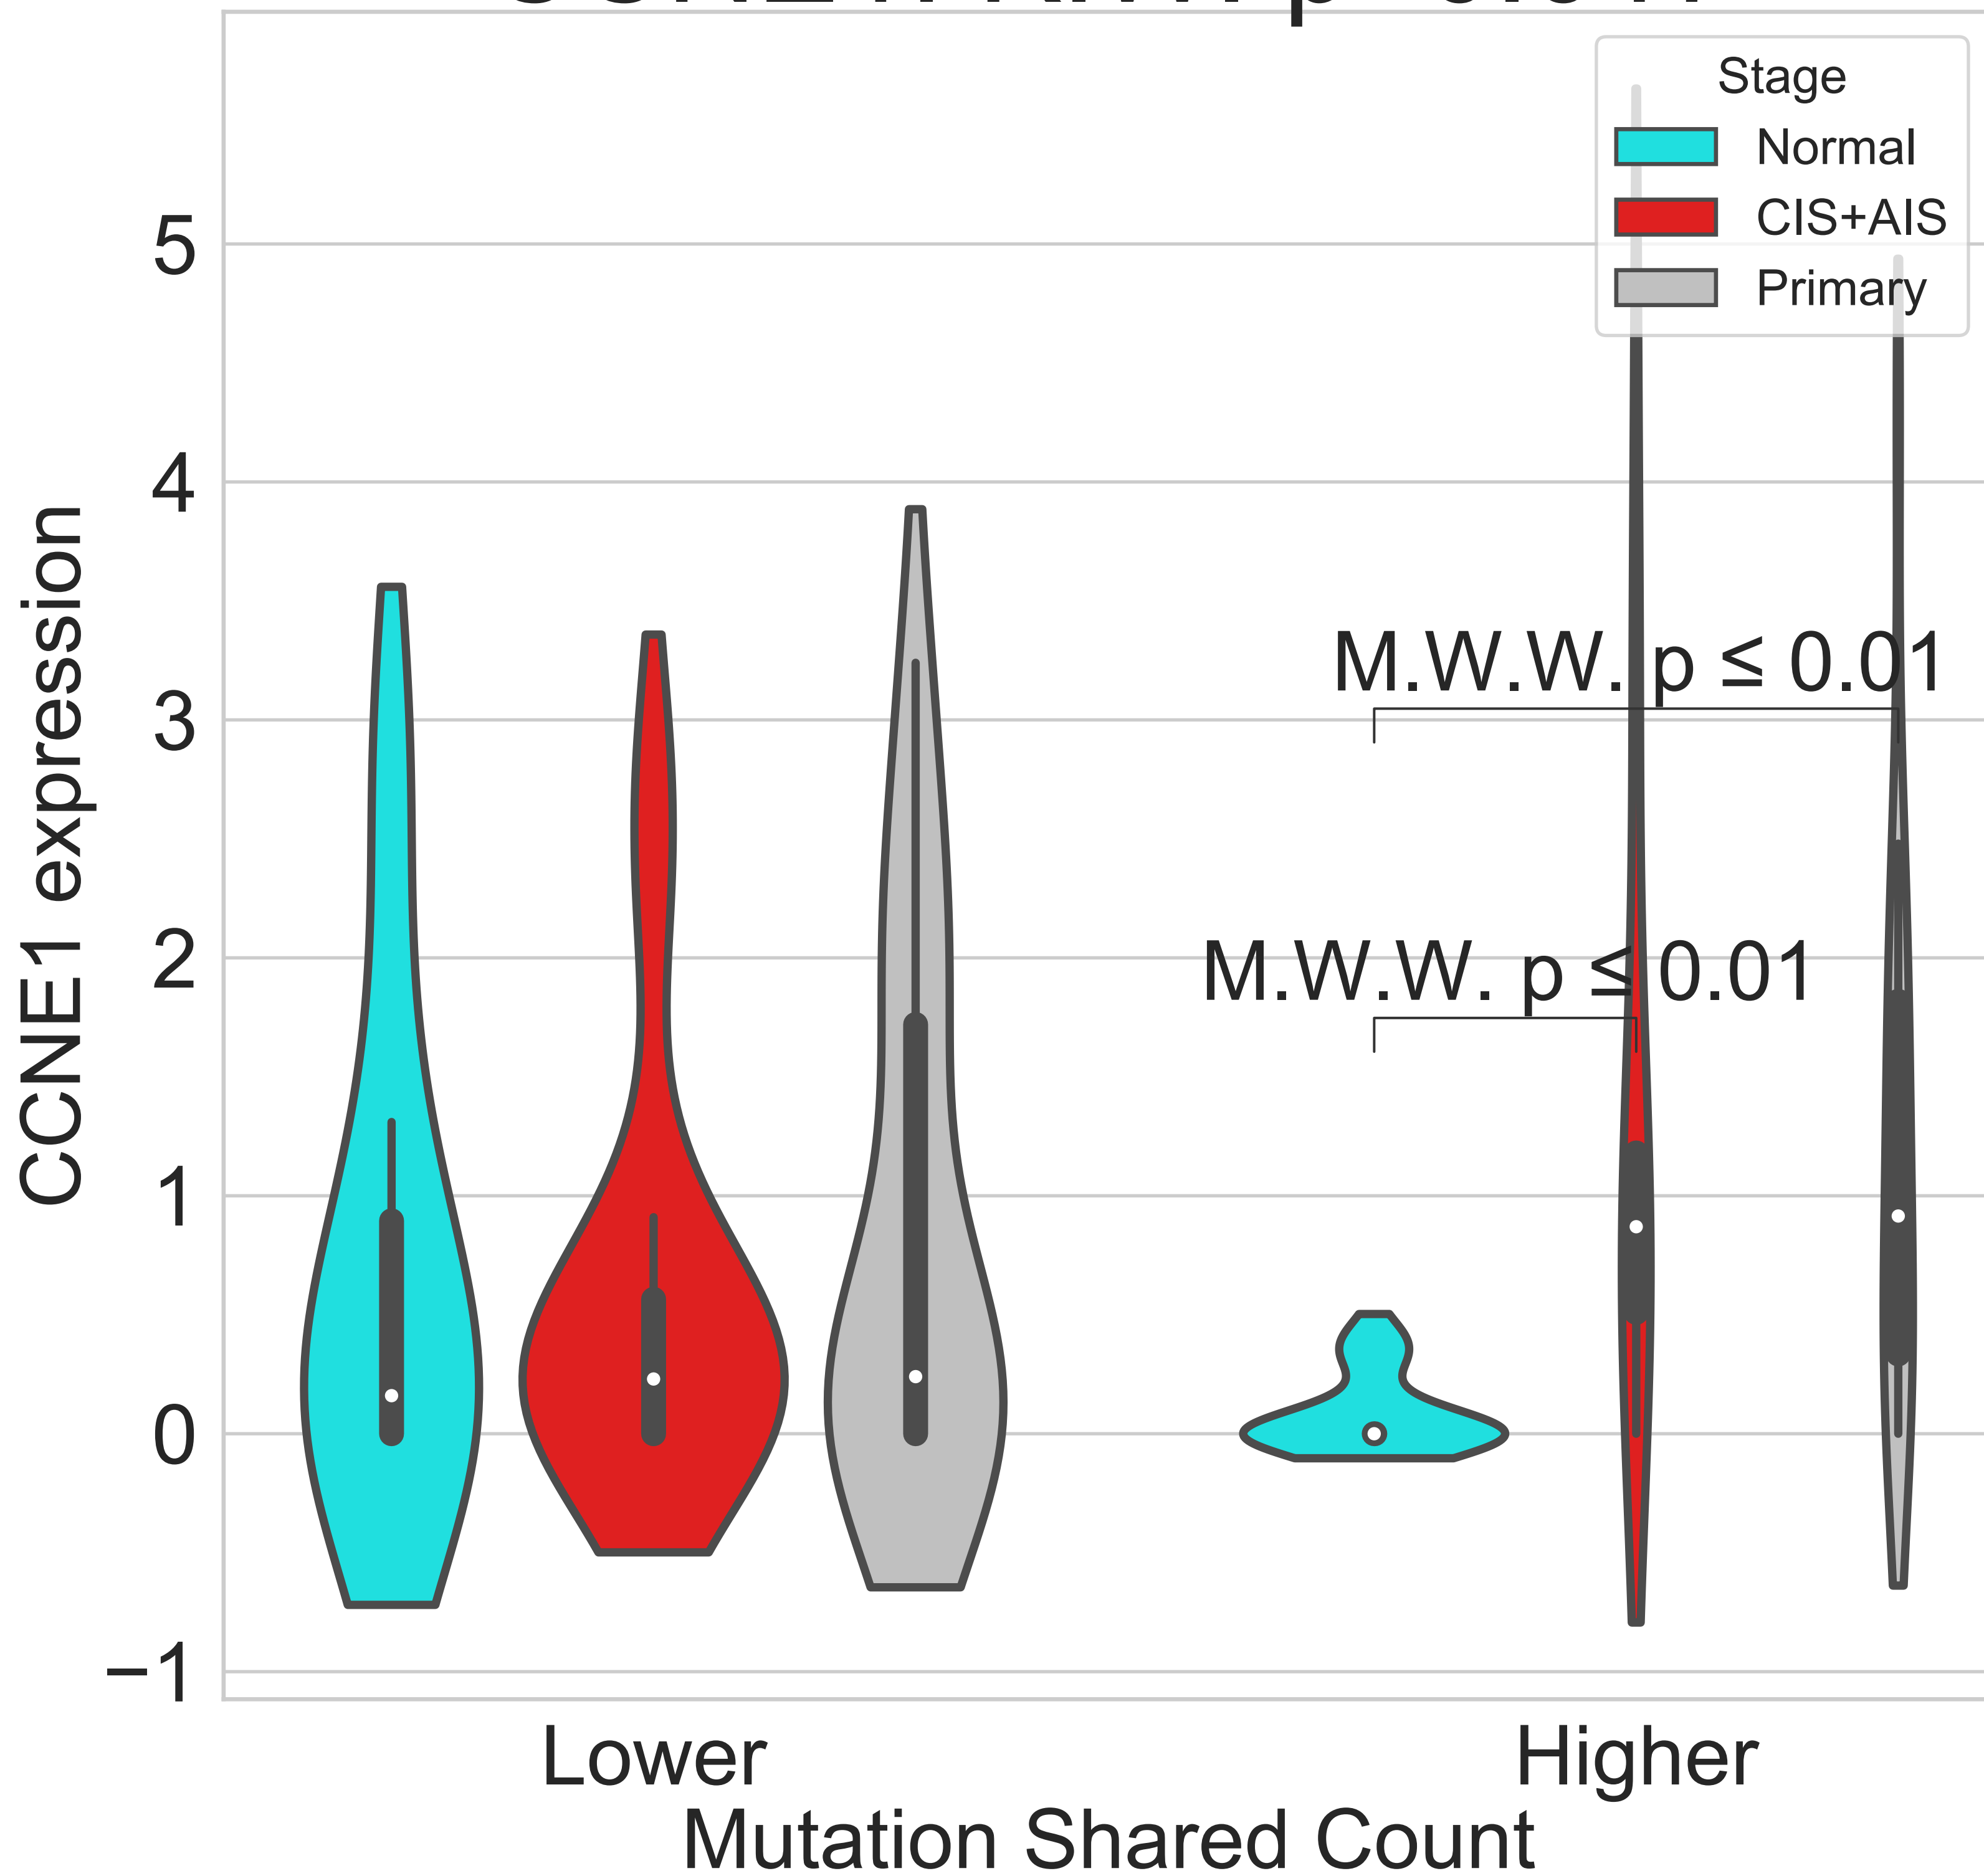 Stage
Normal
CIS+AIS
Primary
5
4
3
2
1
0
−1
CCNE1 expression
M.W.W. p ≤ 0.01
M.W.W. p ≤ 0.01
Lower
Higher
Mutation Shared Count